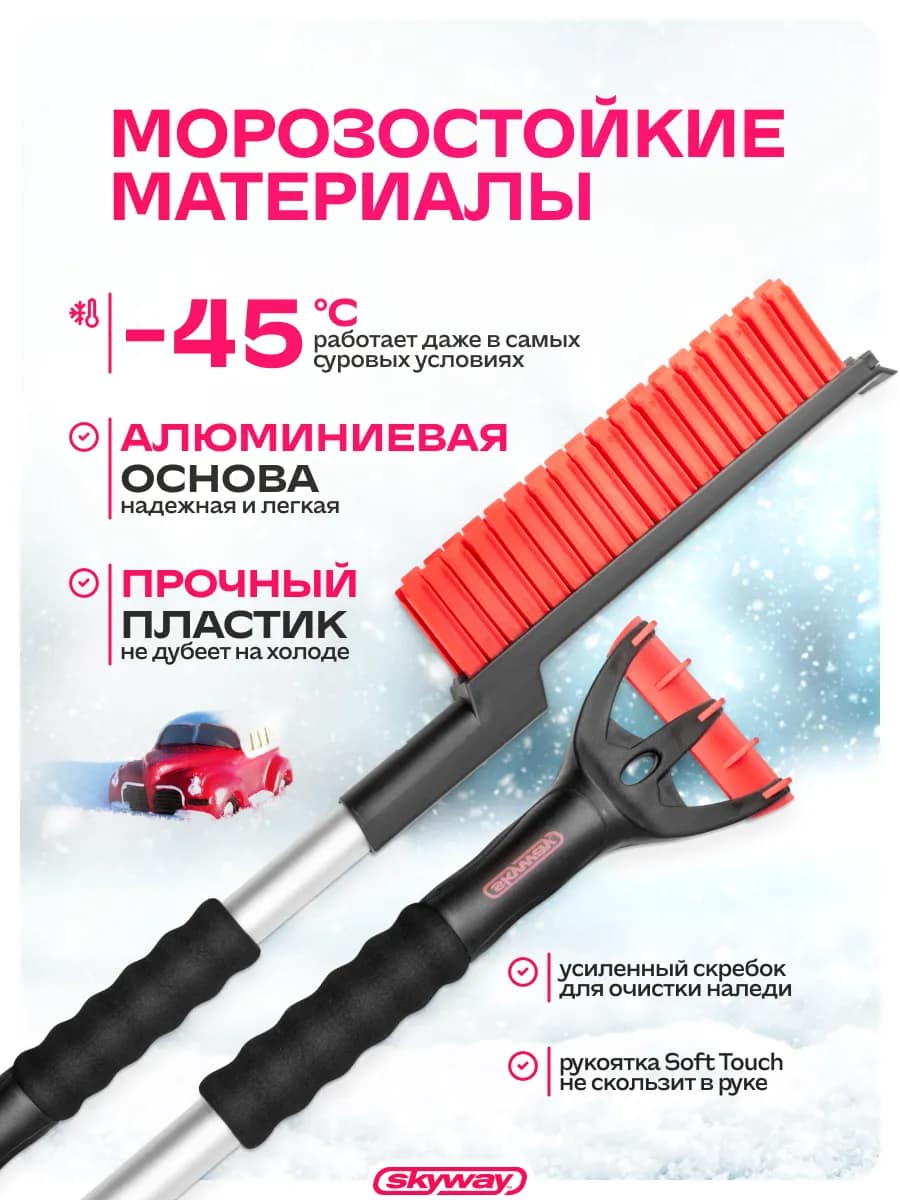 МОРОЗОСТОЙКИЕ
МАТЕРИАЛЫ
-45 °C
работает даже в самых
суровых условиях
АЛЮМИНИЕВАЯ
ОСНОВА
надежная и легкая
ПРОЧНЫЙ
ПЛАСТИК
не дубеет на холоде
SKYWAY
усиленный скребок
для очистки наледи
рукоятка Soft Touch
не скользит в руке
skyway